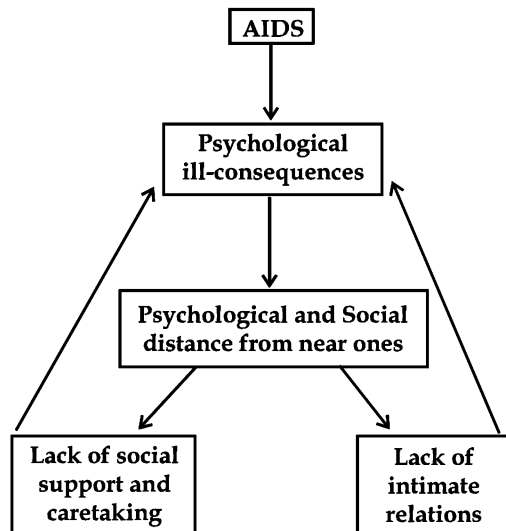 AIDS
Psychological
ill-consequences
Psychological and Social
distance from near ones
Lack of social
support and
caretaking
Lack of
intimate
relations